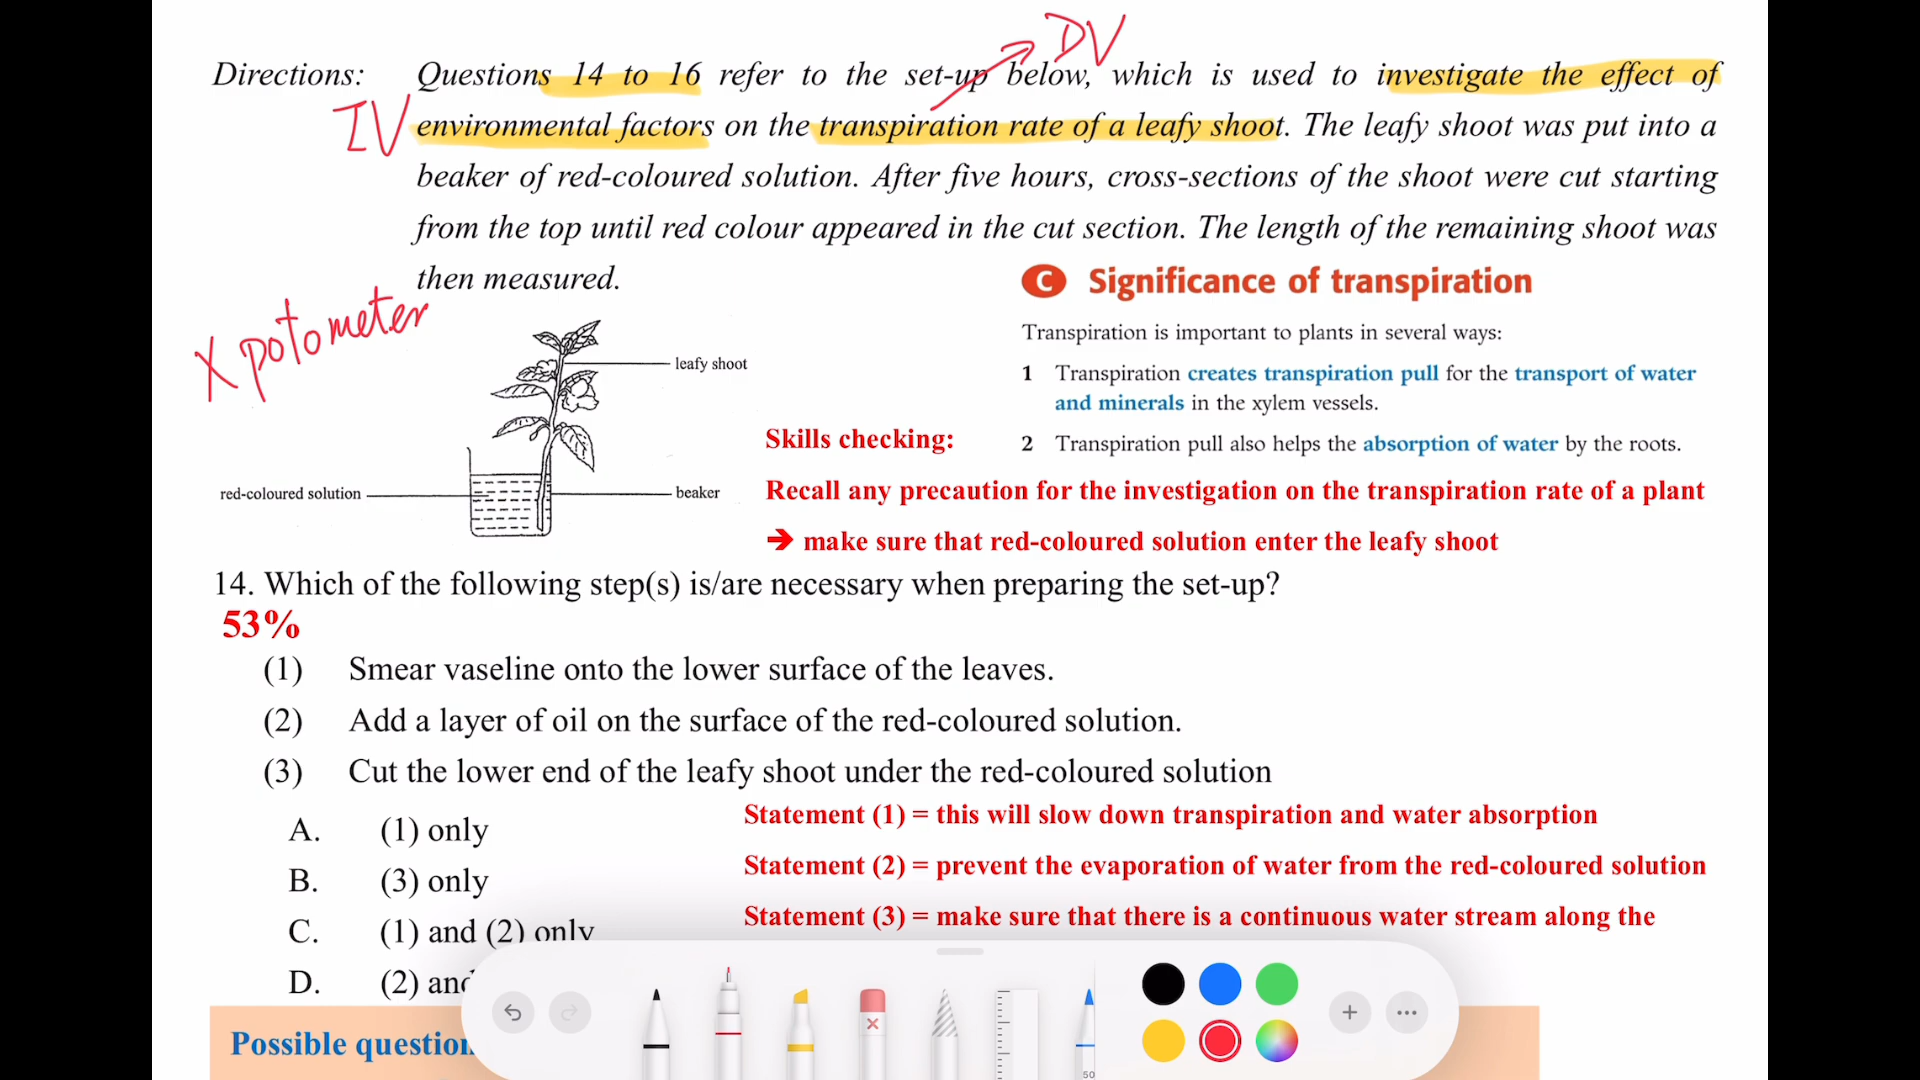 DV
Directions: Questions 14 to 16 refer to the set-up below, which is used to investigate the effect of
IV environmental factors on the transpiration rate of a leafy shoot. The leafy shoot was put into a
beaker of red-coloured solution. After five hours, cross-sections of the shoot were cut starting
from the top until red colour appeared in the cut section. The length of the remaining shoot was
then measured.
C Significance of transpiration
X potometer
Transpiration is important to plants in several ways:
leafy shoot
1 Transpiration creates transpiration pull for the transport of water
and minerals in the xylem vessels.
Skills checking:
2 Transpiration pull also helps the absorption of water by the roots.
red-coloured solution
beaker
Recall any precaution for the investigation on the transpiration rate of a plant
➔ make sure that red-coloured solution enter the leafy shoot
14. Which of the following step(s) is/are necessary when preparing the set-up?
53%
(1) Smear vaseline onto the lower surface of the leaves.
(2) Add a layer of oil on the surface of the red-coloured solution.
(3) Cut the lower end of the leafy shoot under the red-coloured solution
Statement (1) = this will slow down transpiration and water absorption
A. (1) only
Statement (2) = prevent the evaporation of water from the red-coloured solution
B. (3) only
Statement (3) = make sure that there is a continuous water stream along the
C. (1) and (2) only
D. (2) and
Possible question
50